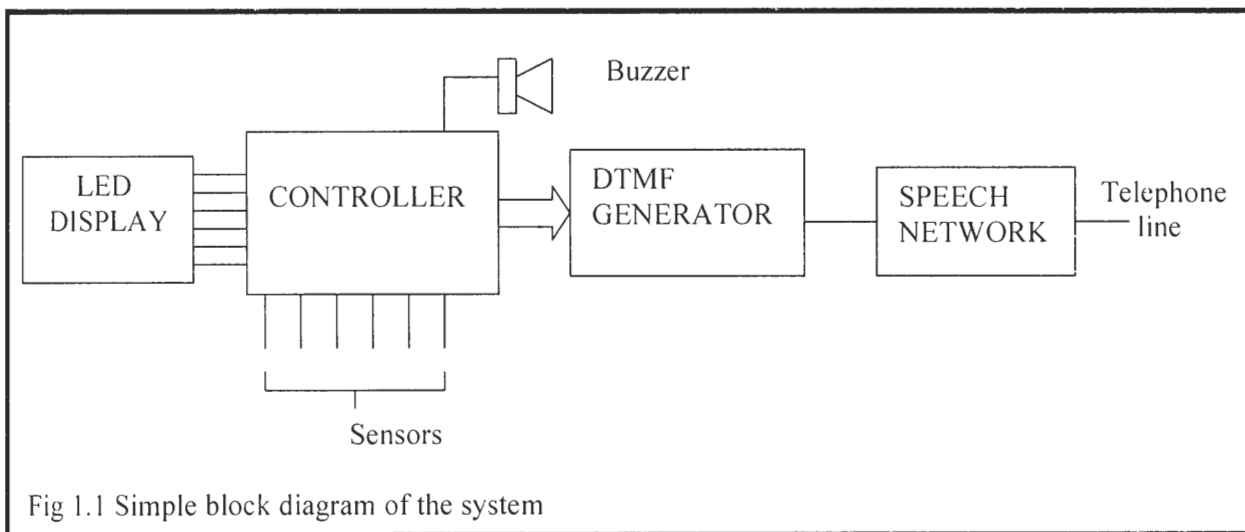 Buzzer
LED
DISPLAY
CONTROLLER
DTMF
GENERATOR
SPEECH
NETWORK
Telephone
line
Sensors
Fig 1.1 Simple block diagram of the system